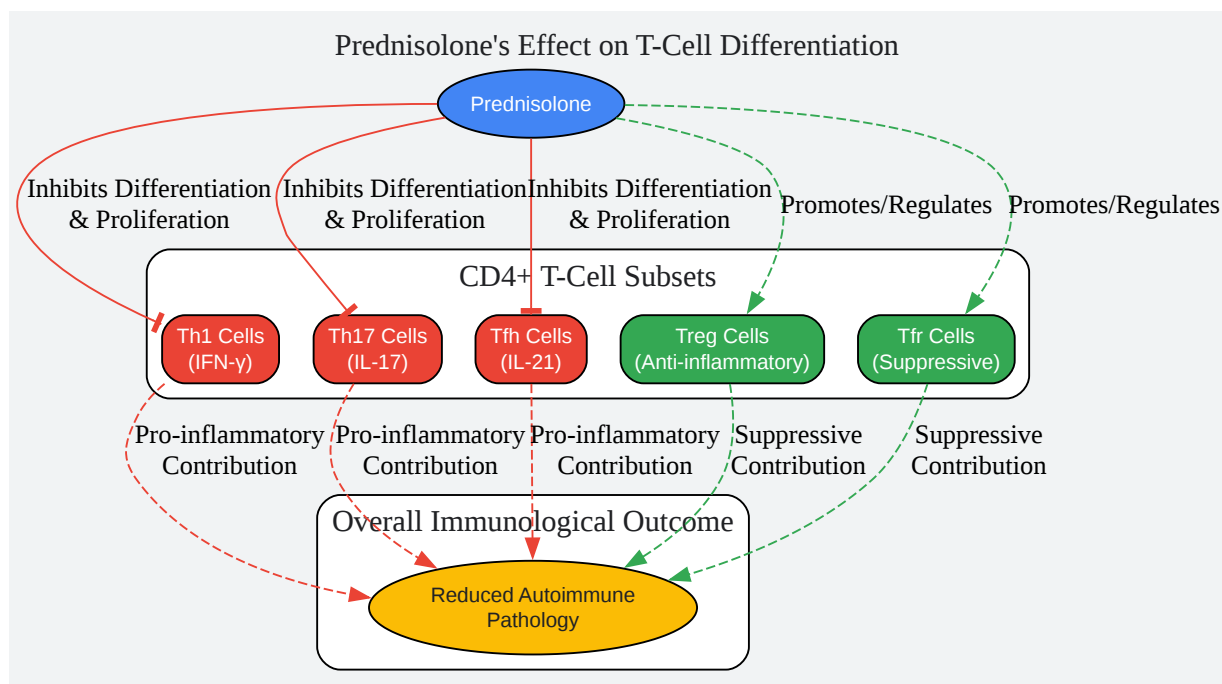 Prednisolone's Effect on T-Cell Differentiation
Prednisolone
Inhibits Differentiation
& Proliferation
Inhibits Differentiation
& Proliferation
Inhibits Differentiation
& Proliferation
Promotes/Regulates
Promotes/Regulates
CD4+ T-Cell Subsets
Th1 Cells
(IFN-γ)
Th17 Cells
(IL-17)
Tfh Cells
(IL-21)
Treg Cells
(Anti-inflammatory)
Tfr Cells
(Suppressive)
Pro-inflammatory
Contribution
Pro-inflammatory
Contribution
Pro-inflammatory
Contribution
Suppressive
Contribution
Suppressive
Contribution
Overall Immunological Outcome
Reduced Autoimmune
Pathology